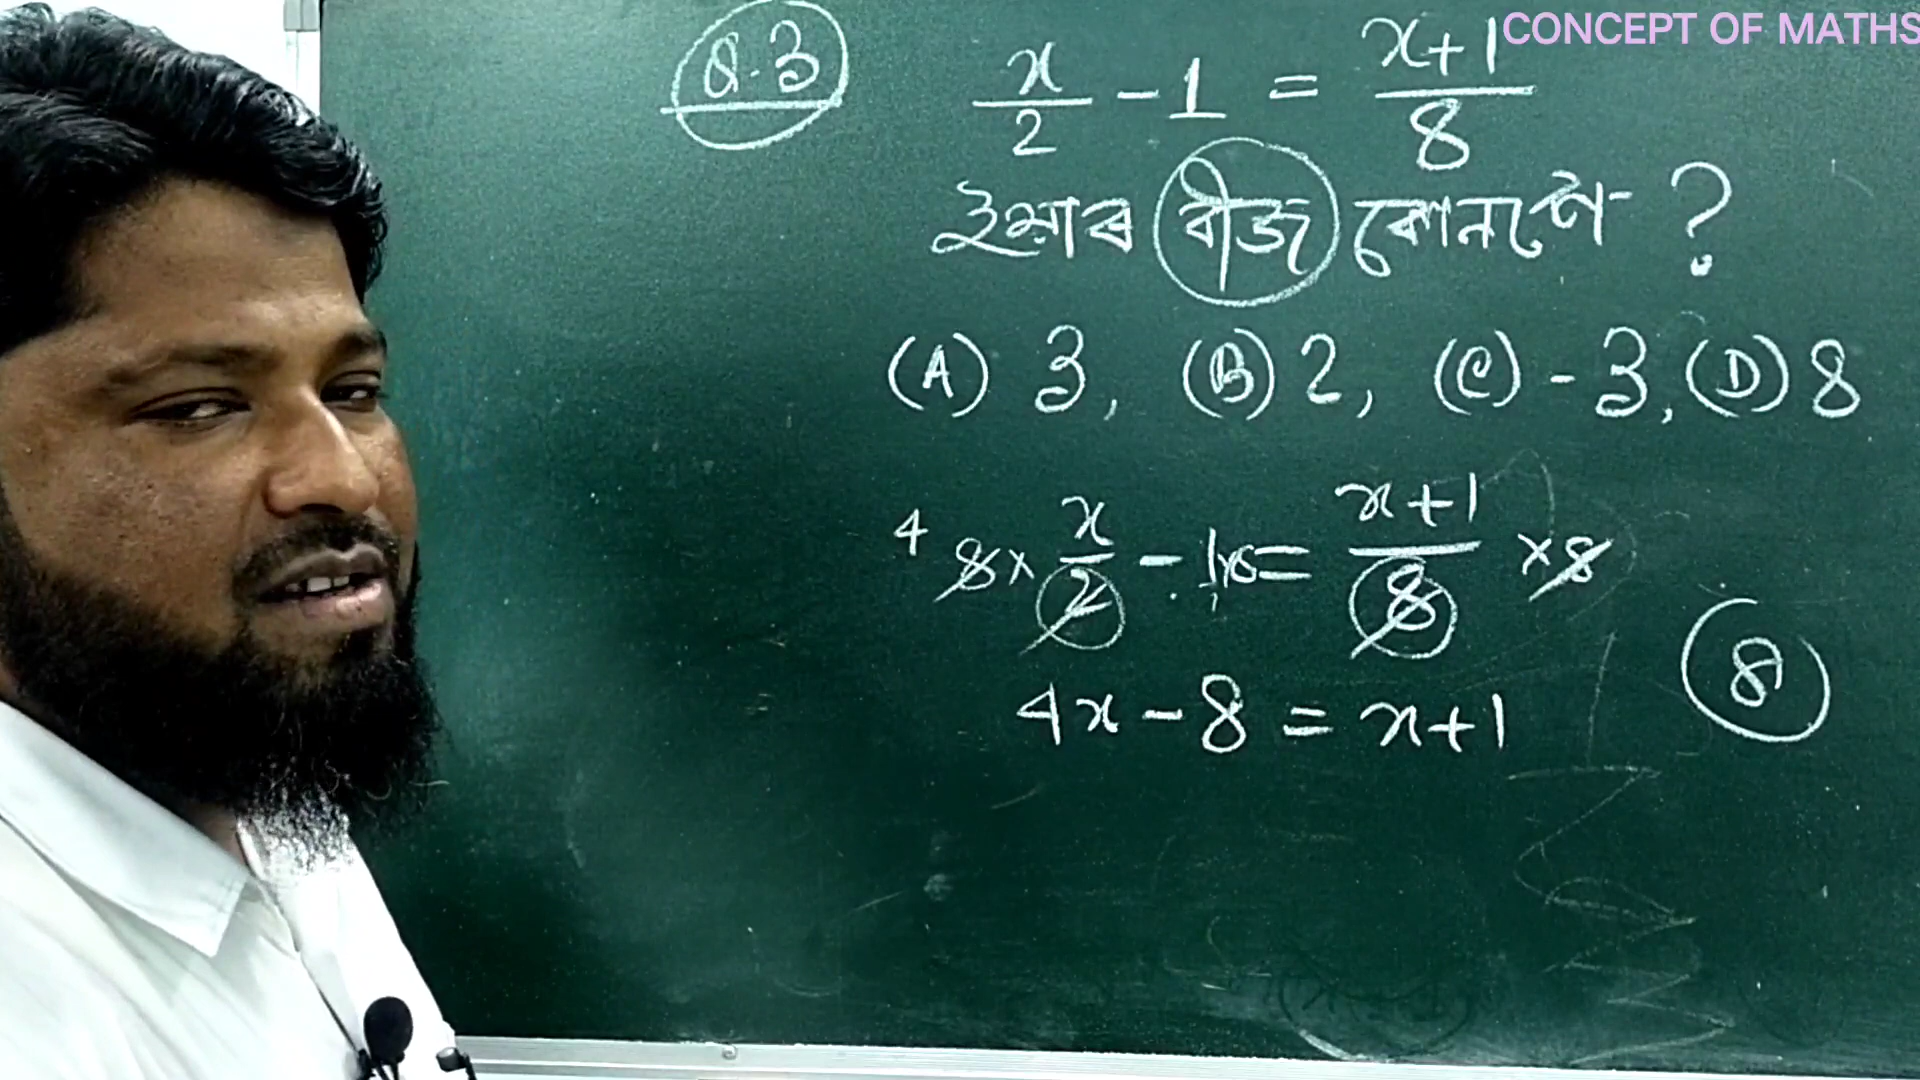 CONCEPT OF MATHS
Q.3 x/2 - 1 = (x+1)/8
ইয়াৰ বীজ কোনটো ?
(A) 3, (B) 2, (C) -3, (D) 8
4 8 × x/2 - 1×8 = (x+1)/8 × 8
8
4x - 8 = x+1